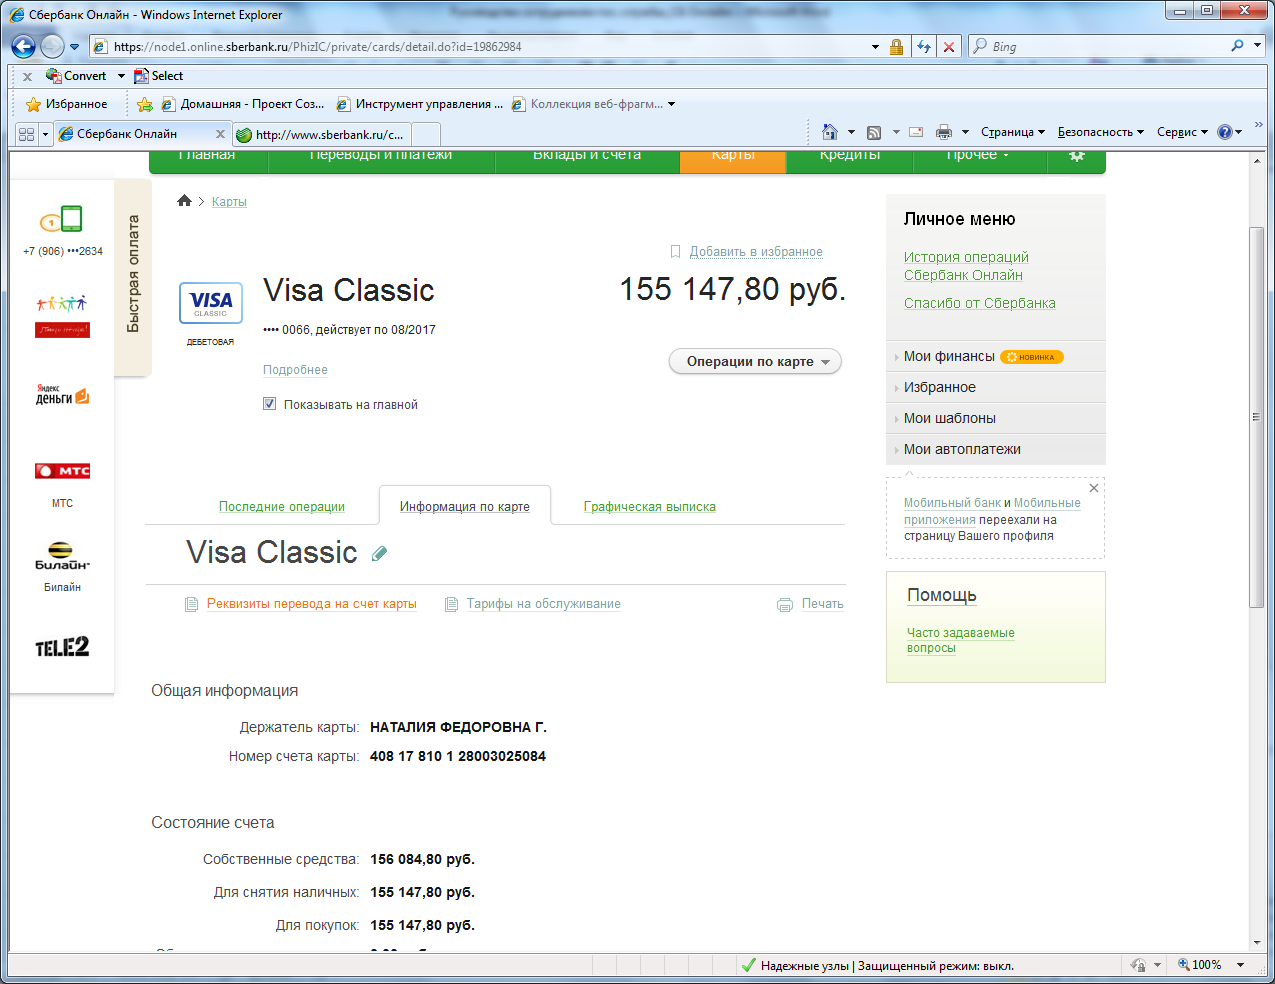 Сбербанк Онлайн - Windows Internet Explorer
https://node1.online.sberbank.ru/PhizIC/private/cards/detail.do?id=19862984
Bing
Convert
Select
Избранное
Домашняя - Проект Соз...
Инструмент управления ...
Коллекция веб-фрагм...
Сбербанк Онлайн
http://www.sberbank.ru/c...
Страница
Безопасность
Сервис
Главная
Переводы и платежи
Вклады и счета
Карты
Кредиты
Прочее
Быстрая оплата
+7 (906) •••2634
Яндекс
деньги
МТС
МТС
Билайн
Билайн
TELE2
Карты
Добавить в избранное
VISA
CLASSIC
ДЕБЕТОВАЯ
Visa Classic
155 147,80 руб.
•••• 0066, действует по 08/2017
Подробнее
Операции по карте
Показывать на главной
Последние операции
Информация по карте
Графическая выписка
Visa Classic
Реквизиты перевода на счет карты
Тарифы на обслуживание
Печать
Общая информация
Держатель карты: НАТАЛИЯ ФЕДОРОВНА Г.
Номер счета карты: 408 17 810 1 28003025084
Состояние счета
Собственные средства: 156 084,80 руб.
Для снятия наличных: 155 147,80 руб.
Для покупок: 155 147,80 руб.
Личное меню
История операций
Сбербанк Онлайн
Спасибо от Сбербанка
Мои финансы НОВИНКА
Избранное
Мои шаблоны
Мои автоплатежи
Мобильный банк и Мобильные
приложения переехали на
страницу Вашего профиля
Помощь
Часто задаваемые
вопросы
Надежные узлы | Защищенный режим: выкл.
100%